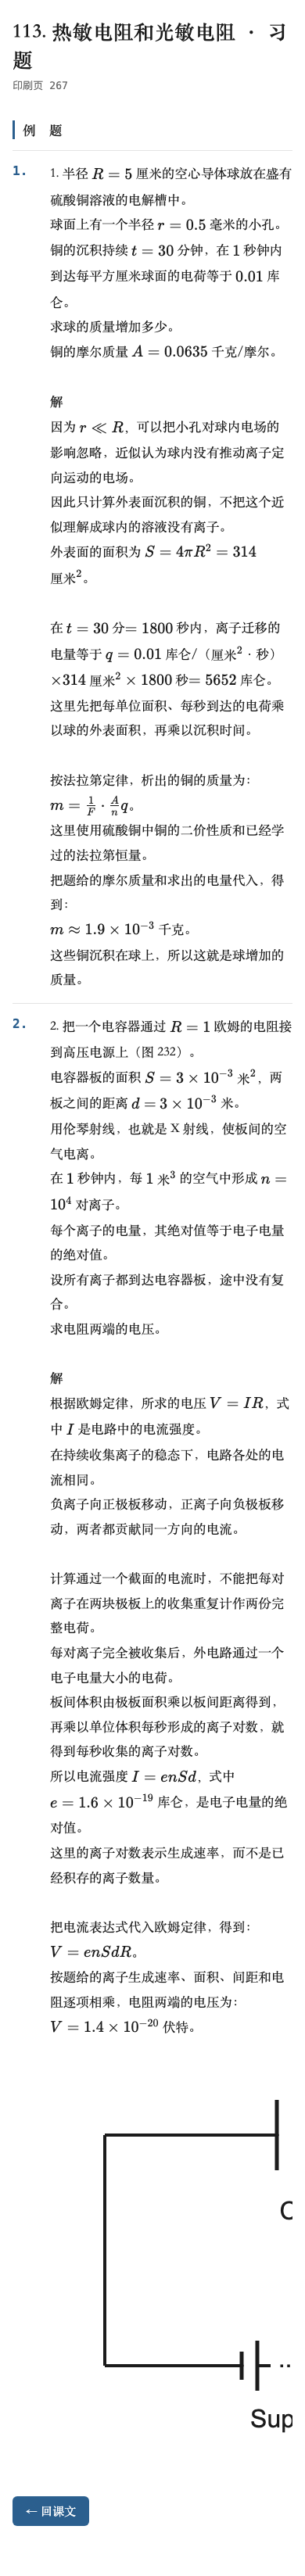 113. 热敏电阻和光敏电阻 · 习
题
印刷页 267
例 题
1. 1. 半径 R = 5 厘米的空心导体球放在盛有
硫酸铜溶液的电解槽中。
球面上有一个半径 r = 0.5 毫米的小孔。
铜的沉积持续 t = 30 分钟，在 1 秒钟内
到达每平方厘米球面的电荷等于 0.01 库
仑。
求球的质量增加多少。
铜的摩尔质量 A = 0.0635 千克/摩尔。
解
因为 r ≪ R，可以把小孔对球内电场的
影响忽略，近似认为球内没有推动离子定
向运动的电场。
因此只计算外表面沉积的铜，不把这个近
似理解成球内的溶液没有离子。
外表面的面积为 S = 4πR² = 314
厘米²。
在 t = 30 分= 1800 秒内，离子迁移的
电量等于 q = 0.01 库仑/（厘米² · 秒）
×314 厘米² × 1800 秒= 5652 库仑。
这里先把每单位面积、每秒到达的电荷乘
以球的外表面积，再乘以沉积时间。
按法拉第定律，析出的铜的质量为：
m = 1/F · A/n q。
这里使用硫酸铜中铜的二价性质和已经学
过的法拉第恒量。
把题给的摩尔质量和求出的电量代入，得
到：
m ≈ 1.9 × 10⁻³ 千克。
这些铜沉积在球上，所以这就是球增加的
质量。
2. 2. 把一个电容器通过 R = 1 欧姆的电阻接
到高压电源上（图 232）。
电容器板的面积 S = 3 × 10⁻³ 米²，两
板之间的距离 d = 3 × 10⁻³ 米。
用伦琴射线，也就是 X 射线，使板间的空
气电离。
在 1 秒钟内，每 1 米³ 的空气中形成 n =
10⁴ 对离子。
每个离子的电量，其绝对值等于电子电量
的绝对值。
设所有离子都到达电容器板，途中没有复
合。
求电阻两端的电压。
解
根据欧姆定律，所求的电压 V = IR，式
中 I 是电路中的电流强度。
在持续收集离子的稳态下，电路各处的电
流相同。
负离子向正极板移动，正离子向负极板移
动，两者都贡献同一方向的电流。
计算通过一个截面的电流时，不能把每对
离子在两块极板上的收集重复计作两份完
整电荷。
每对离子完全被收集后，外电路通过一个
电子电量大小的电荷。
板间体积由极板面积乘以板间距离得到，
再乘以单位体积每秒形成的离子对数，就
得到每秒收集的离子对数。
所以电流强度 I = enSd，式中
e = 1.6 × 10⁻¹⁹ 库仑，是电子电量的绝
对值。
这里的离子对数表示生成速率，而不是已
经积存的离子数量。
把电流表达式代入欧姆定律，得到：
V = enSdR。
按题给的离子生成速率、面积、间距和电
阻逐项相乘，电阻两端的电压为：
V = 1.4 × 10⁻²⁰ 伏特。
Sup
← 回课文